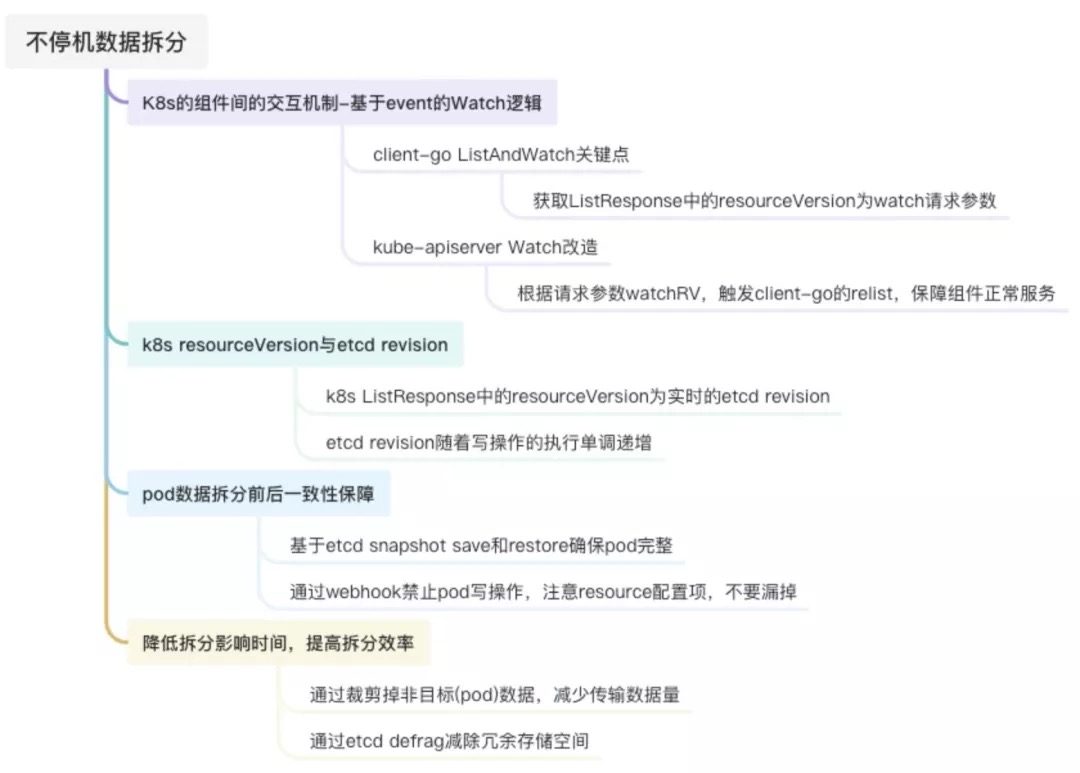 不停机数据拆分
K8s的组件间的交互机制-基于event的Watch逻辑
client-go ListAndWatch关键点
获取ListResponse中的resourceVersion为watch请求参数
kube-apiserver Watch改造
根据请求参数watchRV，触发client-go的relist，保障组件正常服务
k8s resourceVersion与etcd revision
k8s ListResponse中的resourceVersion为实时的etcd revision
etcd revision随着写操作的执行单调递增
pod数据拆分前后一致性保障
基于etcd snapshot save和restore确保pod完整
通过webhook禁止pod写操作，注意resource配置项，不要漏掉
降低拆分影响时间，提高拆分效率
通过裁剪掉非目标(pod)数据，减少传输数据量
通过etcd defrag减除冗余存储空间